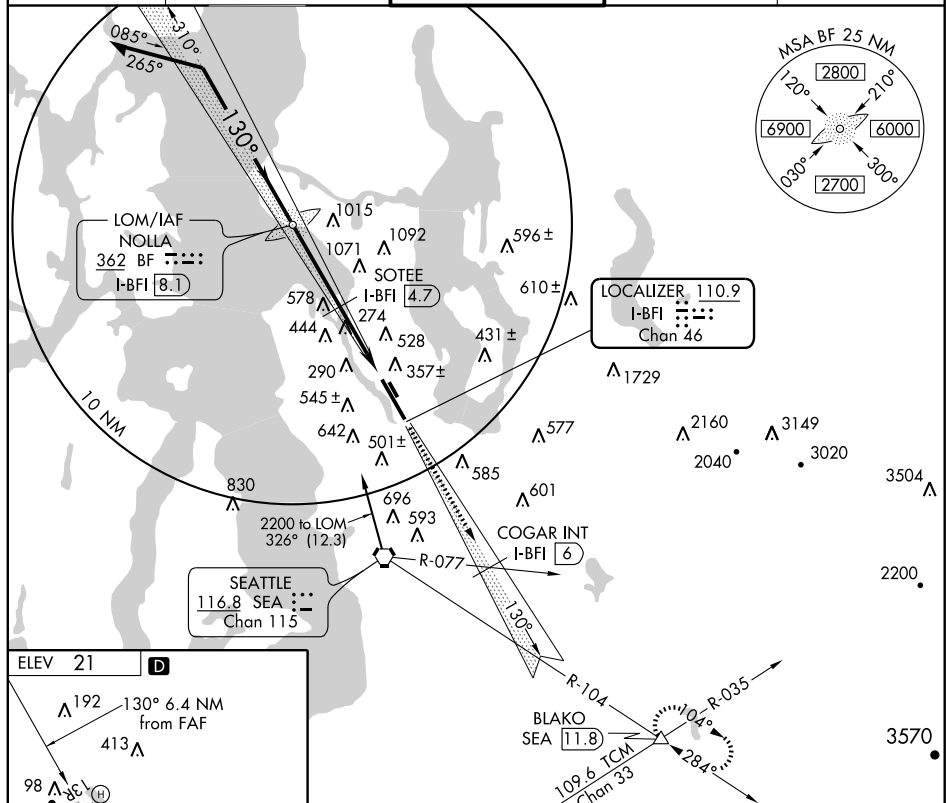 085°
265°
310°
130°
MSA BF 25 NM
120°
2800
210°
6900
6000
030°
2700
300°
LOM/IAF
NOLLA
362 BF
I-BFI 8.1
1015
1071
1092
596 ±
SOTEE
I-BFI 4.7
578
610 ±
444
274
528
431 ±
290
357 ±
545 ±
LOCALIZER 110.9
I-BFI
Chan 46
1729
10 NM
642
501±
577
2160
3149
2040
3020
585
830
601
3504
696
2200 to LOM
326° (12.3)
593
COGAR INT
I-BFI 6
R-077
SEATTLE
116.8 SEA
Chan 115
2200
130°
R-104
R-035
BLAKO
SEA 11.8
104°
284°
109.6 TCM
Chan 33
3570
ELEV 21
D
192
130° 6.4 NM
from FAF
413
98
13R
H